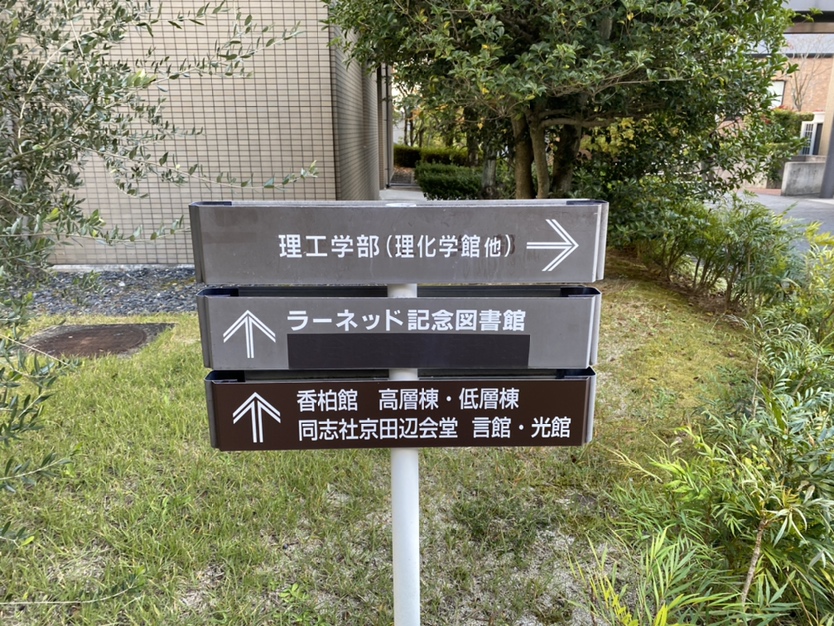 理工学部(理化学館他)
ラーネッド記念図書館
香柏館 高層棟・低層棟
同志社京田辺会堂 言館・光館